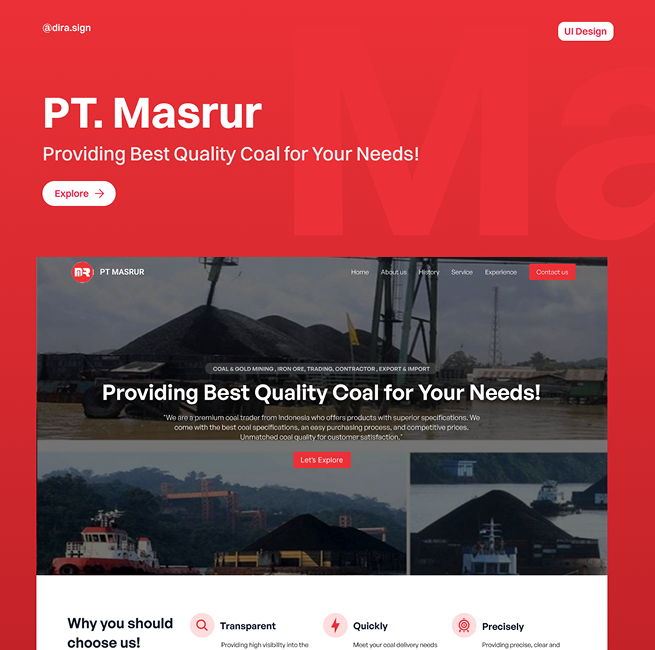 @dira.sign
UI Design
Ma
PT. Masrur
Providing Best Quality Coal for Your Needs!
Explore
MR PT MASRUR
Home About us History Service Experience Contact us
COAL & GOLD MINING , IRON ORE, TRADING, CONTRACTOR , EXPORT & IMPORT
Providing Best Quality Coal for Your Needs!
"We are a premium coal trader from Indonesia who offers products with superior specifications. We
come with the best coal specifications, an easy purchasing process, and competitive prices.
Unmatched coal quality for customer satisfaction."
Let's Explore
Why you should
choose us!
Transparent
Providing high visibility into the
Quickly
Meet your coal delivery needs
Precisely
Providing precise, clear and